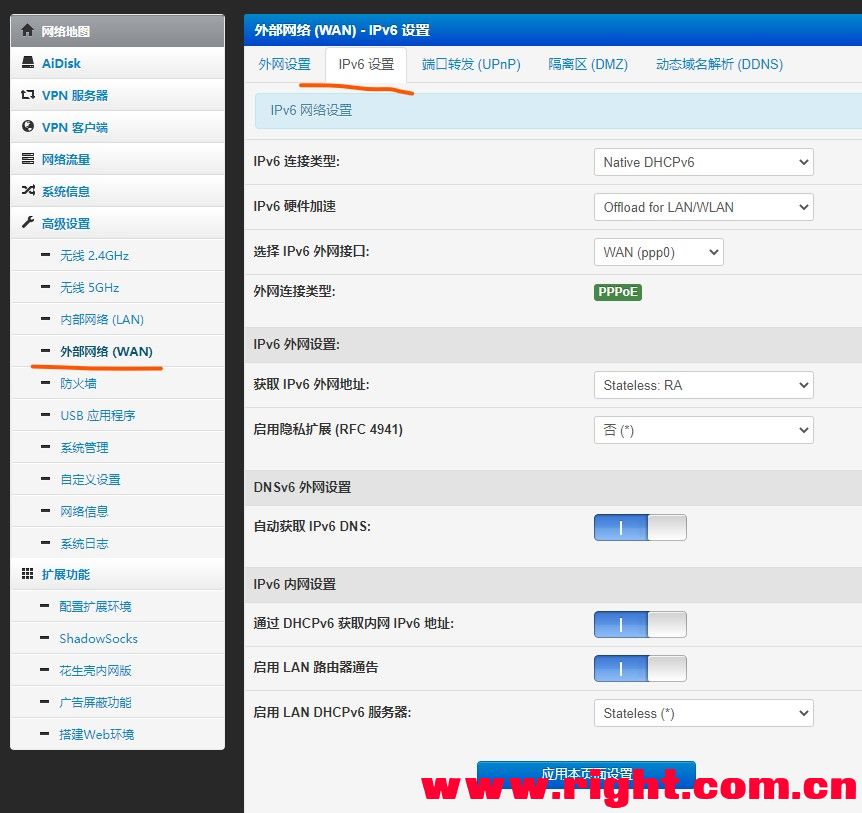 网络地图
AiDisk
VPN 服务器
VPN 客户端
网络流量
系统信息
高级设置
无线 2.4GHz
无线 5GHz
内部网络 (LAN)
外部网络 (WAN)
防火墙
USB 应用程序
系统管理
自定义设置
网络信息
系统日志
扩展功能
配置扩展环境
ShadowSocks
花生壳内网版
广告屏蔽功能
搭建Web环境
外部网络 (WAN) - IPv6 设置
外网设置 IPv6 设置 端口转发 (UPnP) 隔离区 (DMZ) 动态域名解析 (DDNS)
IPv6 网络设置
IPv6 连接类型: Native DHCPv6
IPv6 硬件加速 Offload for LAN/WLAN
选择 IPv6 外网接口: WAN (ppp0)
外网连接类型: PPPoE
IPv6 外网设置:
获取 IPv6 外网地址: Stateless: RA
启用隐私扩展 (RFC 4941) 否 (*)
DNSv6 外网设置
自动获取 IPv6 DNS:
IPv6 内网设置
通过 DHCPv6 获取内网 IPv6 地址:
启用 LAN 路由器通告
启用 LAN DHCPv6 服务器: Stateless (*)
应用本页面设置
www.right.com.cn